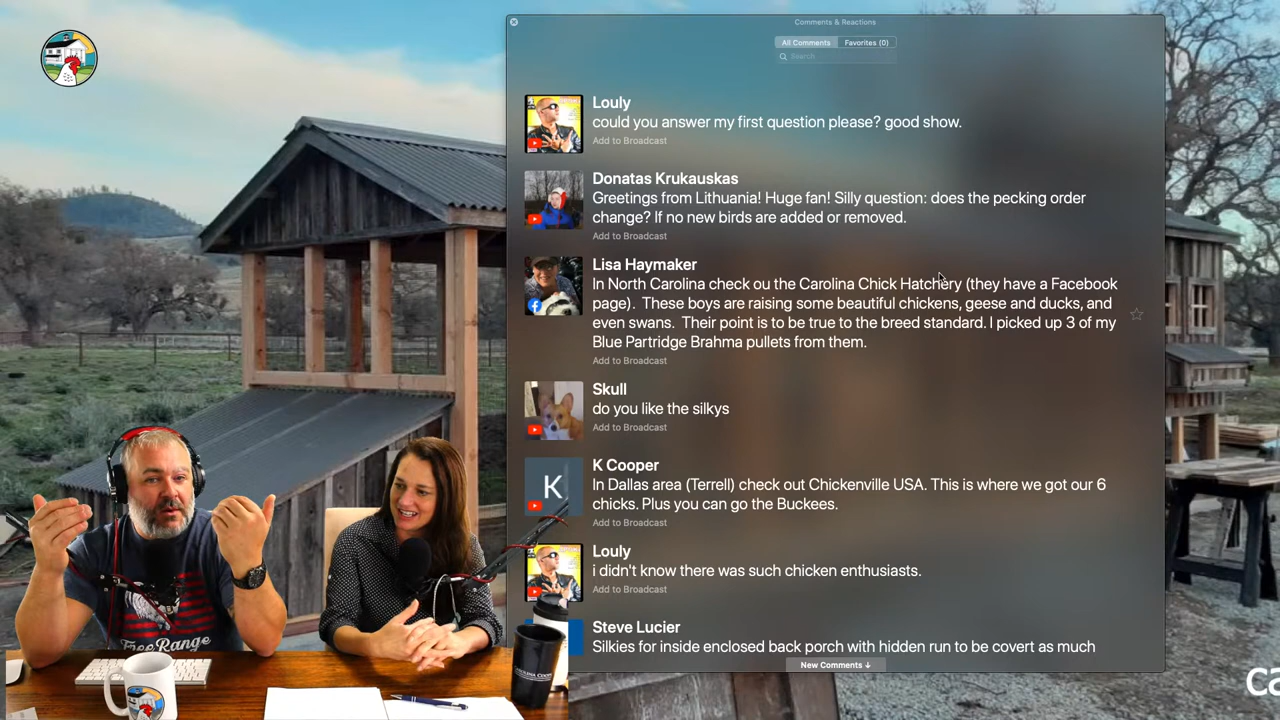 Comments & Reactions
All Comments
Favorites (0)
Search
Louly
could you answer my first question please? good show.
Add to Broadcast
Donatas Krukauskas
Greetings from Lithuania! Huge fan! Silly question: does the pecking order
change? If no new birds are added or removed.
Add to Broadcast
Lisa Haymaker
In North Carolina check ou the Carolina Chick Hatchery (they have a Facebook
page). These boys are raising some beautiful chickens, geese and ducks, and
even swans. Their point is to be true to the breed standard. I picked up 3 of my
Blue Partridge Brahma pullets from them.
Add to Broadcast
Skull
do you like the silkys
Add to Broadcast
K
K Cooper
In Dallas area (Terrell) check out Chickenville USA. This is where we got our 6
chicks. Plus you can go the Buckees.
Add to Broadcast
Louly
i didn't know there was such chicken enthusiasts.
Add to Broadcast
Steve Lucier
Silkies for inside enclosed back porch with hidden run to be covert as much
New Comments ↓
Free Range
ca